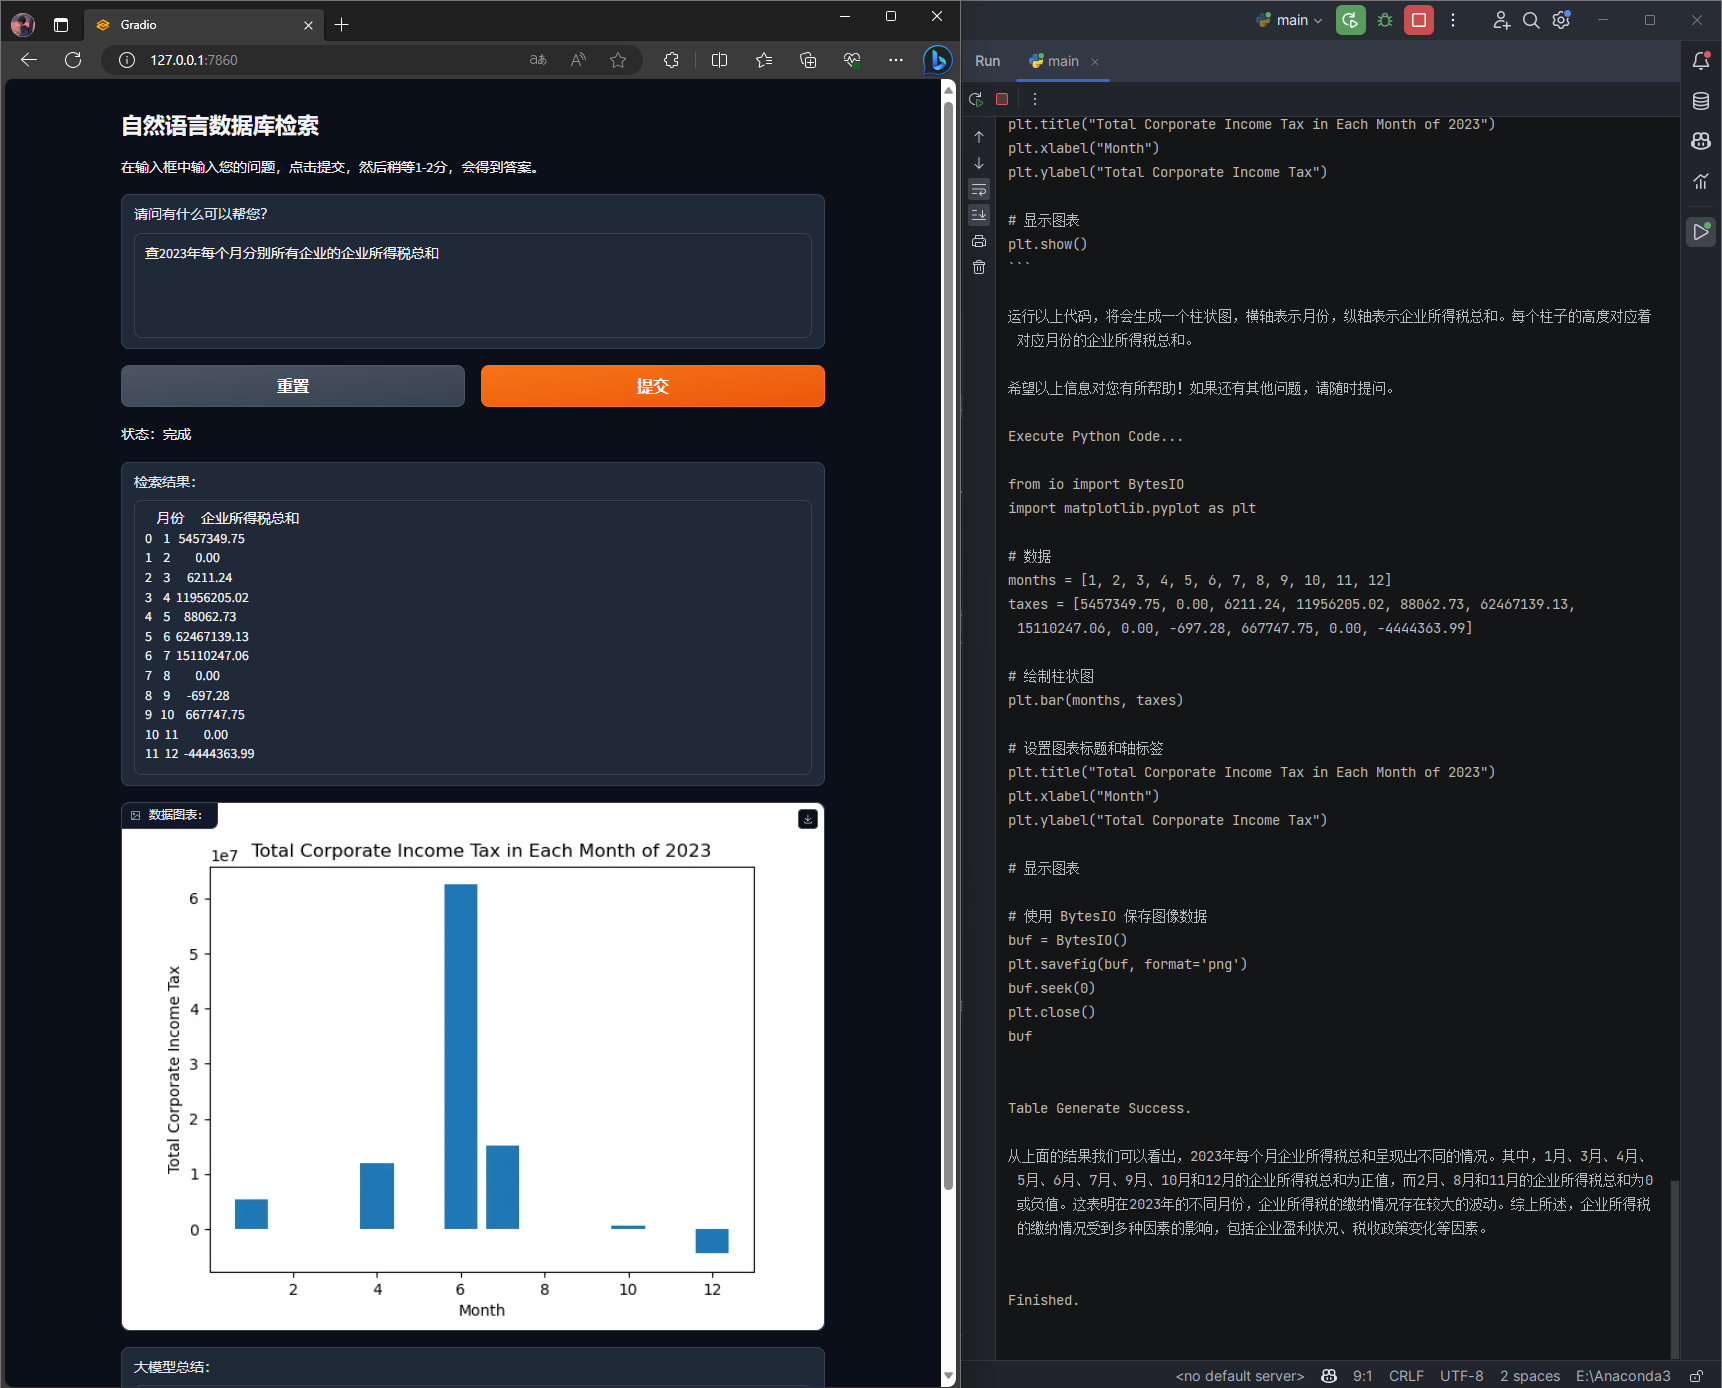 Gradio
127.0.0.1:7860
自然语言数据库检索
在输入框中输入您的问题，点击提交，然后稍等1-2分，会得到答案。
请问有什么可以帮您？
查2023年每个月分别所有企业的企业所得税总和
重置
提交
状态：完成
检索结果：
月份 企业所得税总和
0 1 5457349.75
1 2 0.00
2 3 6211.24
3 4 11956205.02
4 5 88062.73
5 6 62467139.13
6 7 15110247.06
7 8 0.00
8 9 -697.28
9 10 667747.75
10 11 0.00
11 12 -4444363.99
数据图表：
1e7
Total Corporate Income Tax in Each Month of 2023
6
5
4
3
2
1
0
Total Corporate Income Tax
2 4 6 8 10 12
Month
大模型总结：
main
Run
main
plt.title("Total Corporate Income Tax in Each Month of 2023")
plt.xlabel("Month")
plt.ylabel("Total Corporate Income Tax")
# 显示图表
plt.show()
```
运行以上代码，将会生成一个柱状图，横轴表示月份，纵轴表示企业所得税总和。每个柱子的高度对应着
对应月份的企业所得税总和。
希望以上信息对您有所帮助！如果还有其他问题，请随时提问。
Execute Python Code...
from io import BytesIO
import matplotlib.pyplot as plt
# 数据
months = [1, 2, 3, 4, 5, 6, 7, 8, 9, 10, 11, 12]
taxes = [5457349.75, 0.00, 6211.24, 11956205.02, 88062.73, 62467139.13,
15110247.06, 0.00, -697.28, 667747.75, 0.00, -4444363.99]
# 绘制柱状图
plt.bar(months, taxes)
# 设置图表标题和轴标签
plt.title("Total Corporate Income Tax in Each Month of 2023")
plt.xlabel("Month")
plt.ylabel("Total Corporate Income Tax")
# 显示图表
# 使用 BytesIO 保存图像数据
buf = BytesIO()
plt.savefig(buf, format='png')
buf.seek(0)
plt.close()
buf
Table Generate Success.
从上面的结果我们可以看出，2023年每个月企业所得税总和呈现出不同的情况。其中，1月、3月、4月、
5月、6月、7月、9月、10月和12月的企业所得税总和为正值，而2月、8月和11月的企业所得税总和为0
或负值。这表明在2023年的不同月份，企业所得税的缴纳情况存在较大的波动。综上所述，企业所得税
的缴纳情况受到多种因素的影响，包括企业盈利状况、税收政策变化等因素。
Finished.
<no default server> 9:1 CRLF UTF-8 2 spaces E:\Anaconda3